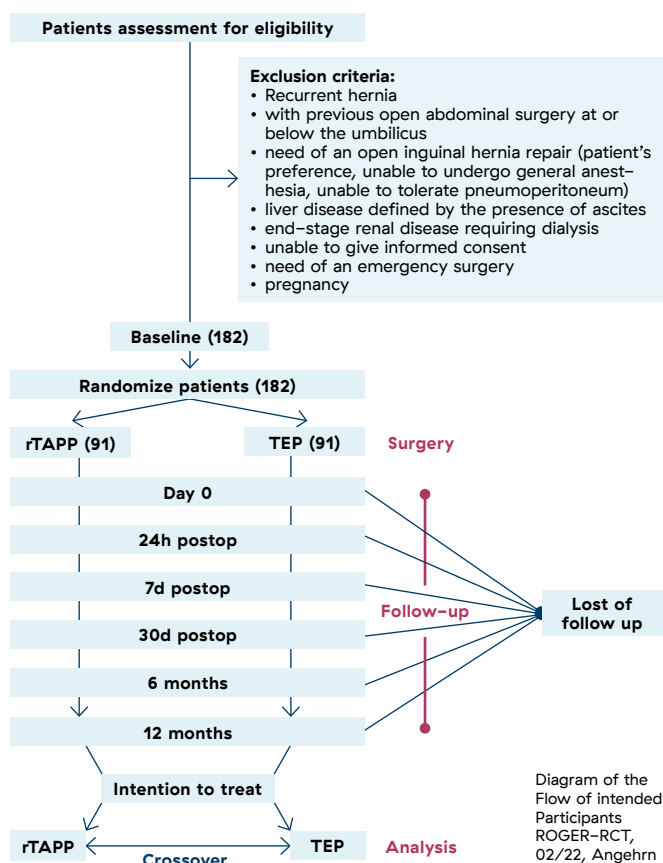 Patients assessment for eligibility
Exclusion criteria:
• Recurrent hernia
• with previous open abdominal surgery at or
below the umbilicus
• need of an open inguinal hernia repair (patient's
preference, unable to undergo general anest–
hesia, unable to tolerate pneumoperitoneum)
• liver disease defined by the presence of ascites
• end–stage renal disease requiring dialysis
• unable to give informed consent
• need of an emergency surgery
• pregnancy
Baseline (182)
Randomize patients (182)
rTAPP (91)
TEP (91)
Surgery
Day 0
24h postop
7d postop
Follow–up
30d postop
6 months
12 months
Lost of
follow up
Intention to treat
rTAPP
Crossover
TEP
Analysis
Diagram of the
Flow of intended
Participants
ROGER–RCT,
02/22, Angehrn